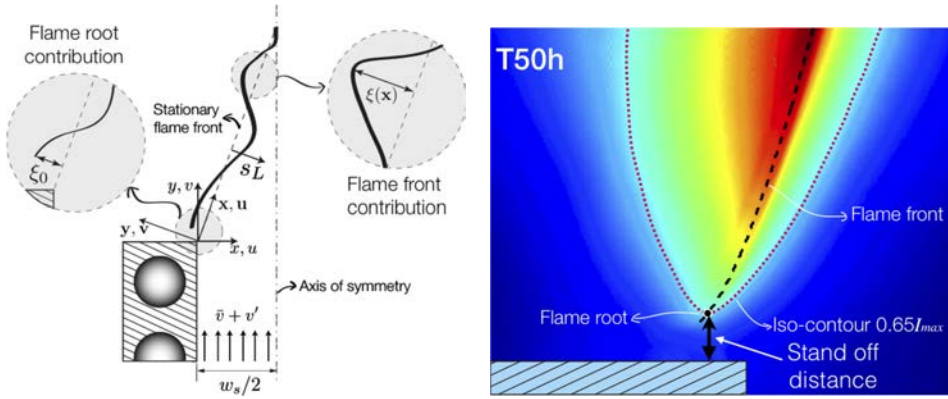 Flame root
contribution
ξ₀
Stationary
flame front
s_L
y, v
x, u
y, v̄
x, u
ξ(x)
Flame front
contribution
Axis of symmetry
v̄ + v′
w_s/2
T50h
Flame front
Flame root
Iso-contour 0.65I_max
Stand off
distance